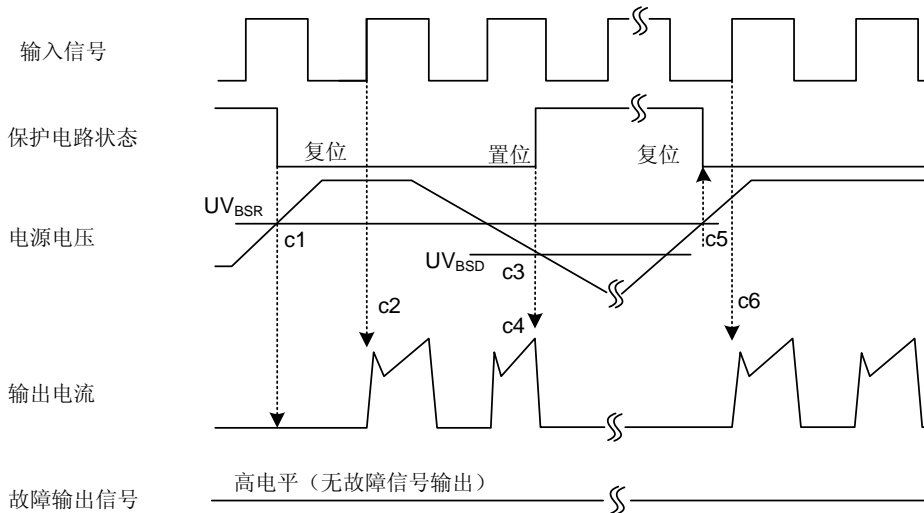 输入信号
保护电路状态
复位
置位
复位
UVBSR
电源电压
c1
c5
UVBSD
c3
c2
c4
c6
输出电流
高电平（无故障信号输出）
故障输出信号